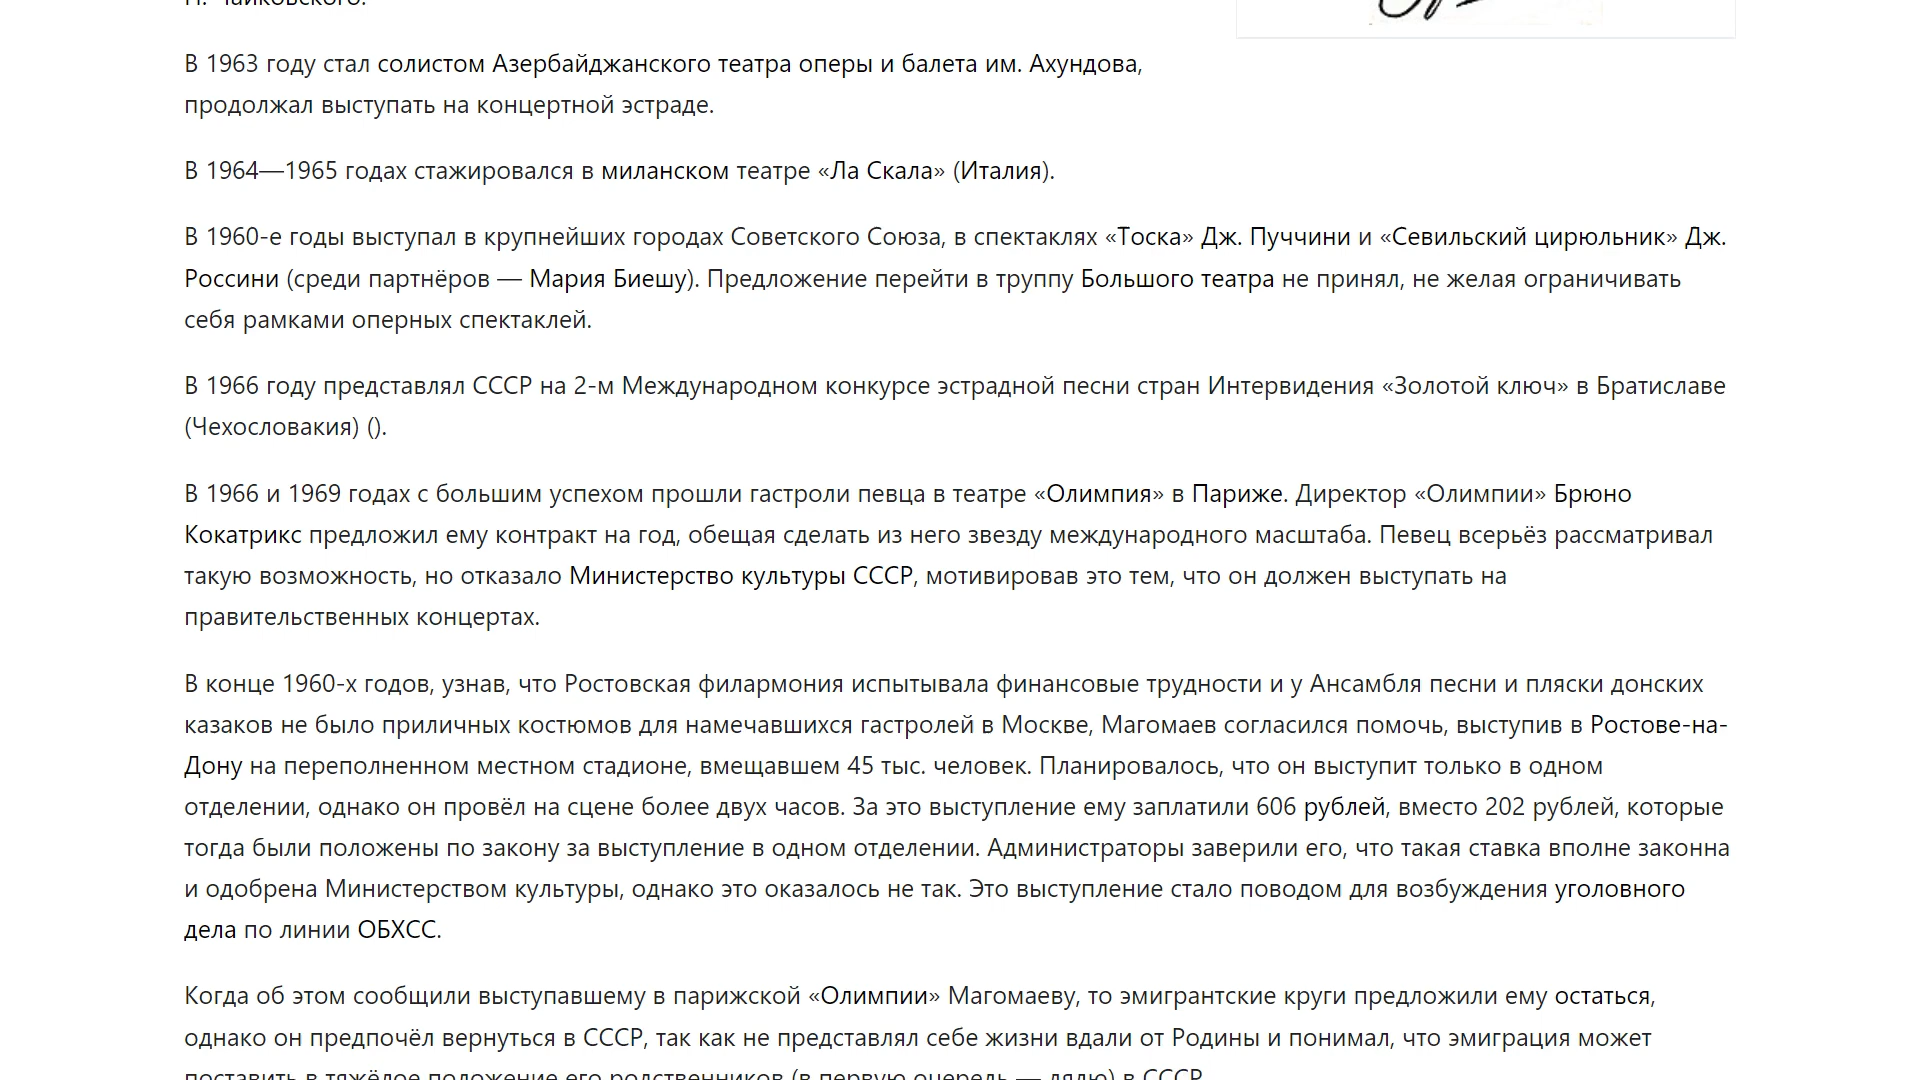 П. Чайковского.
В 1963 году стал солистом Азербайджанского театра оперы и балета им. Ахундова,
продолжал выступать на концертной эстраде.
В 1964—1965 годах стажировался в миланском театре «Ла Скала» (Италия).
В 1960-е годы выступал в крупнейших городах Советского Союза, в спектаклях «Тоска» Дж. Пуччини и «Севильский цирюльник» Дж.
Россини (среди партнёров — Мария Биешу). Предложение перейти в труппу Большого театра не принял, не желая ограничивать
себя рамками оперных спектаклей.
В 1966 году представлял СССР на 2-м Международном конкурсе эстрадной песни стран Интервидения «Золотой ключ» в Братиславе
(Чехословакия) ().
В 1966 и 1969 годах с большим успехом прошли гастроли певца в театре «Олимпия» в Париже. Директор «Олимпии» Брюно
Кокатрикс предложил ему контракт на год, обещая сделать из него звезду международного масштаба. Певец всерьёз рассматривал
такую возможность, но отказало Министерство культуры СССР, мотивировав это тем, что он должен выступать на
правительственных концертах.
В конце 1960-х годов, узнав, что Ростовская филармония испытывала финансовые трудности и у Ансамбля песни и пляски донских
казаков не было приличных костюмов для намечавшихся гастролей в Москве, Магомаев согласился помочь, выступив в Ростове-на-
Дону на переполненном местном стадионе, вмещавшем 45 тыс. человек. Планировалось, что он выступит только в одном
отделении, однако он провёл на сцене более двух часов. За это выступление ему заплатили 606 рублей, вместо 202 рублей, которые
тогда были положены по закону за выступление в одном отделении. Администраторы заверили его, что такая ставка вполне законна
и одобрена Министерством культуры, однако это оказалось не так. Это выступление стало поводом для возбуждения уголовного
дела по линии ОБХСС.
Когда об этом сообщили выступавшему в парижской «Олимпии» Магомаеву, то эмигрантские круги предложили ему остаться,
однако он предпочёл вернуться в СССР, так как не представлял себе жизни вдали от Родины и понимал, что эмиграция может
поставить в тяжёлое положение его родственников (в первую очередь — дядю) в СССР.